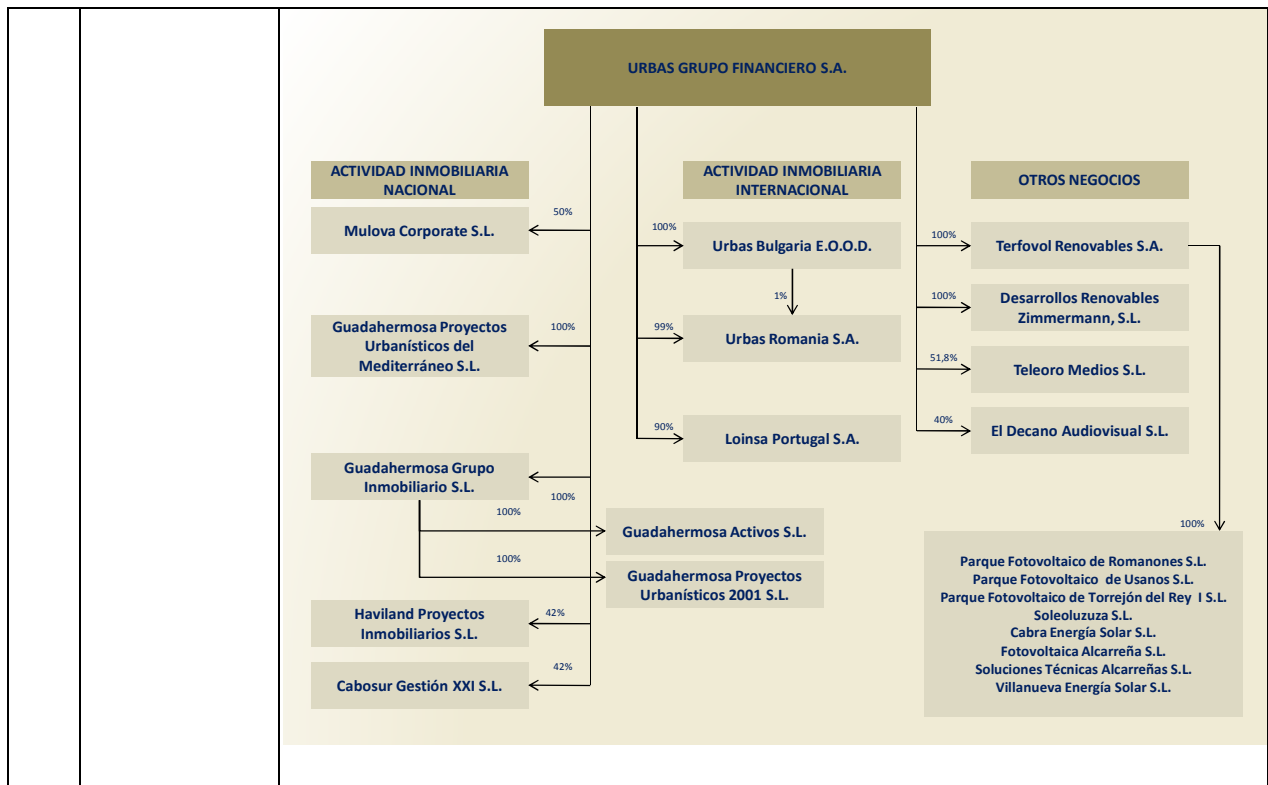 URBAS GRUPO FINANCIERO S.A.
ACTIVIDAD INMOBILIARIA
NACIONAL
50%
Mulova Corporate S.L.
100%
Guadahermosa Proyectos
Urbanísticos del
Mediterráneo S.L.
Guadahermosa Grupo
Inmobiliario S.L.
100%
100%
Guadahermosa Activos S.L.
100%
Guadahermosa Proyectos
Urbanísticos 2001 S.L.
42%
Haviland Proyectos
Inmobiliarios S.L.
42%
Cabosur Gestión XXI S.L.
ACTIVIDAD INMOBILIARIA
INTERNACIONAL
100%
Urbas Bulgaria E.O.O.D.
1%
99%
Urbas Romania S.A.
90%
Loinsa Portugal S.A.
OTROS NEGOCIOS
100%
Terfovol Renovables S.A.
100%
Desarrollos Renovables
Zimmermann, S.L.
51,8%
Teleoro Medios S.L.
40%
El Decano Audiovisual S.L.
100%
Parque Fotovoltaico de Romanones S.L.
Parque Fotovoltaico de Usanos S.L.
Parque Fotovoltaico de Torrejón del Rey I S.L.
Soleoluzuza S.L.
Cabra Energía Solar S.L.
Fotovoltaica Alcarreña S.L.
Soluciones Técnicas Alcarreñas S.L.
Villanueva Energía Solar S.L.